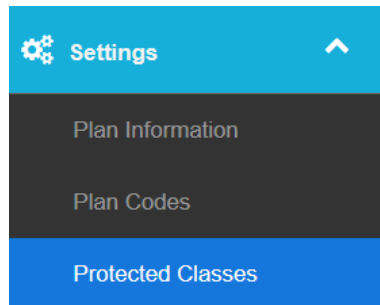 Settings
Plan Information
Plan Codes
Protected Classes